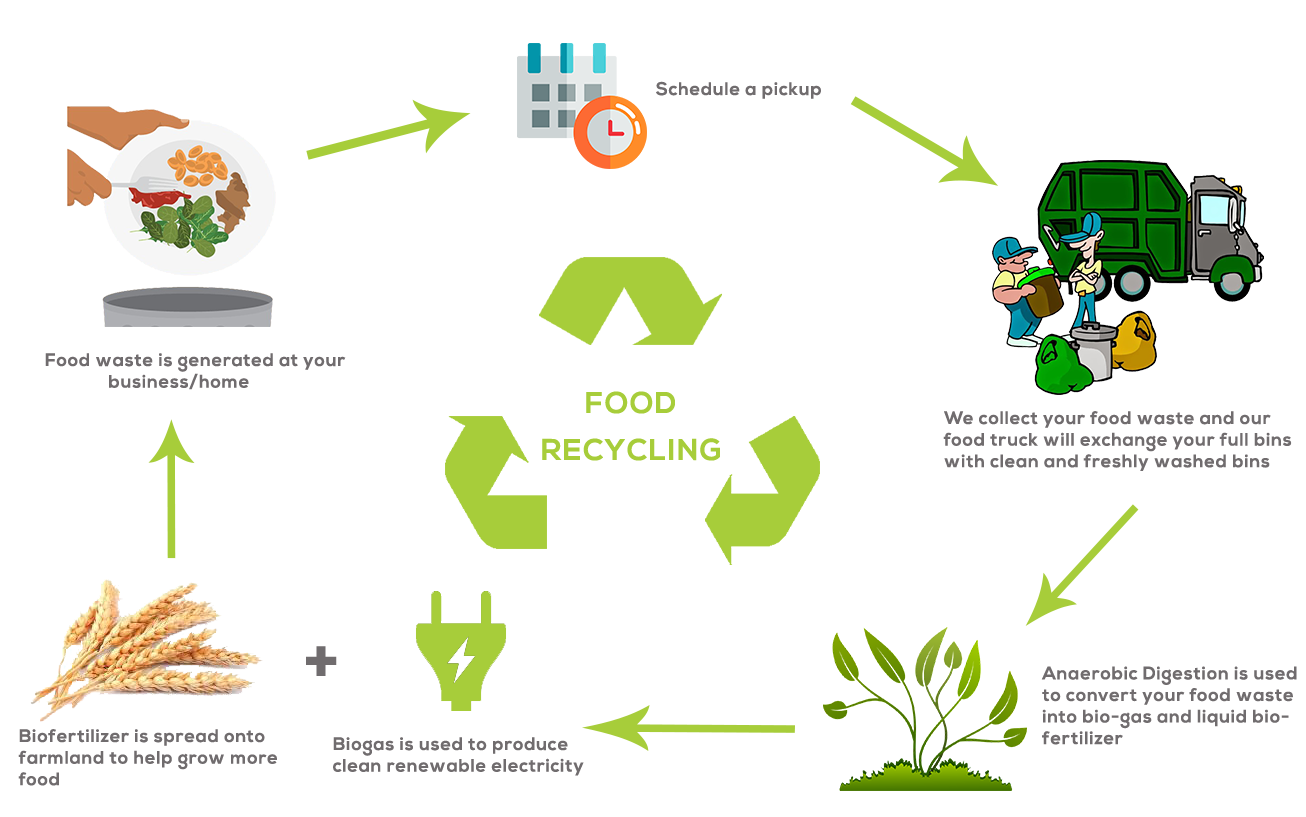 Schedule a pickup
Food waste is generated at your
business/home
FOOD
RECYCLING
We collect your food waste and our
food truck will exchange your full bins
with clean and freshly washed bins
Anaerobic Digestion is used
to convert your food waste
into bio-gas and liquid bio-
fertilizer
Biogas is used to produce
clean renewable electricity
+
Biofertilizer is spread onto
farmland to help grow more
food